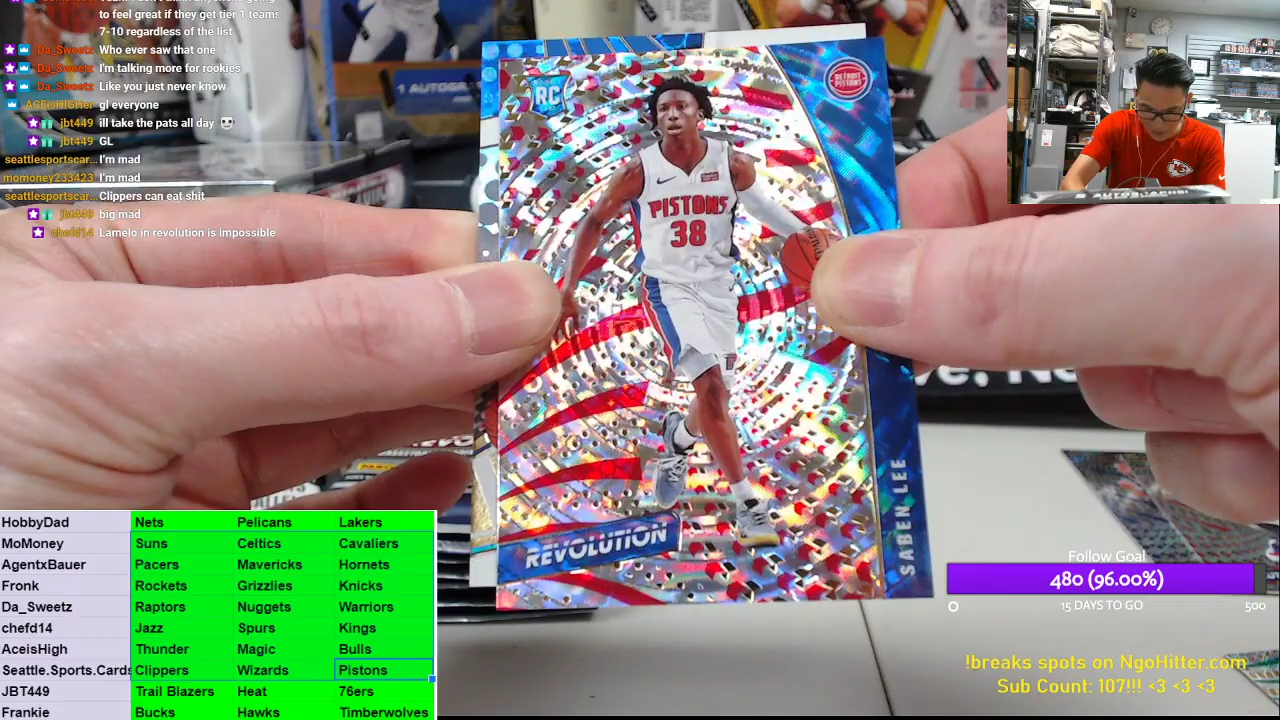 to feel great if they get tier 1 teams
7-10 regardless of the list
Da_Sweetz Who ever saw that one
Da_Sweetz I'm talking more for rookies
Da_Sweetz Like you just never know
ACEisHIGHer gl everyone
jbt449 ill take the pats all day
jbt449 GL
seattlesportscar... I'm mad
momoney233423 I'm mad
seattlesportscar... Clippers can eat shit
jbt449 big mad
chefd14 Lamelo in revolution is impossible
1 AUTOGRA
RC
DETROIT PISTONS
PISTONS
38
REVOLUTION
SABEN LEE
HobbyDad Nets Pelicans Lakers
MoMoney Suns Celtics Cavaliers
AgentxBauer Pacers Mavericks Hornets
Fronk Rockets Grizzlies Knicks
Da_Sweetz Raptors Nuggets Warriors
chefd14 Jazz Spurs Kings
AceisHigh Thunder Magic Bulls
Seattle.Sports.Cards Clippers Wizards Pistons
JBT449 Trail Blazers Heat 76ers
Frankie Bucks Hawks Timberwolves
Follow Goal
480 (96.00%)
0 15 DAYS TO GO 500
!breaks spots on NgoHitter.com
Sub Count: 107!!! <3 <3 <3